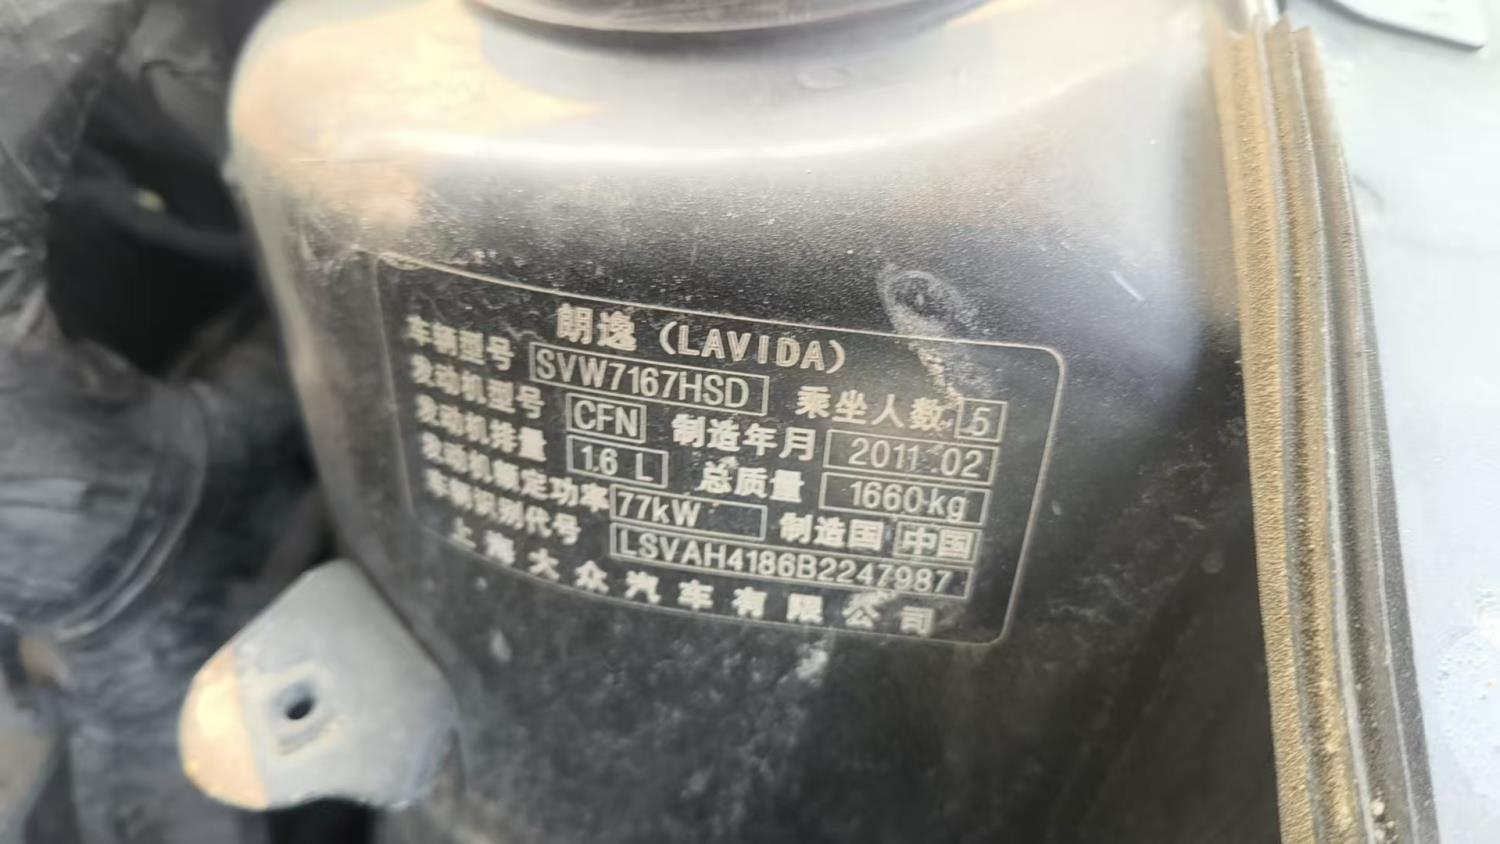 朗逸（LAVIDA）
车辆型号 SVW7167HSD 乘坐人数 5
发动机型号 CFN 制造年月 2011.02
发动机排量 1.6 L 总质量 1660kg
发动机额定功率 77kW 制造国 中国
车辆识别代号 LSVAH4186B2247987
上海大众汽车有限公司